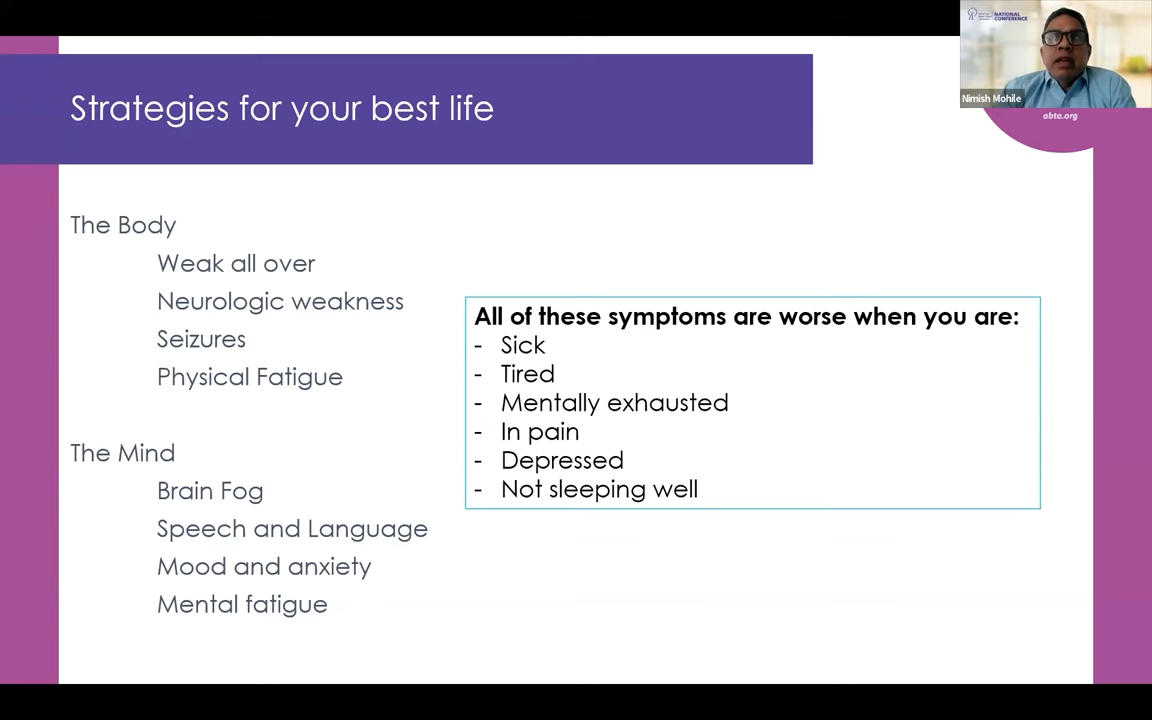 NATIONAL
CONFERENCE
Nimish Mohile
abta.org
Strategies for your best life
The Body
Weak all over
Neurologic weakness
Seizures
Physical Fatigue
The Mind
Brain Fog
Speech and Language
Mood and anxiety
Mental fatigue
All of these symptoms are worse when you are:
- Sick
- Tired
- Mentally exhausted
- In pain
- Depressed
- Not sleeping well